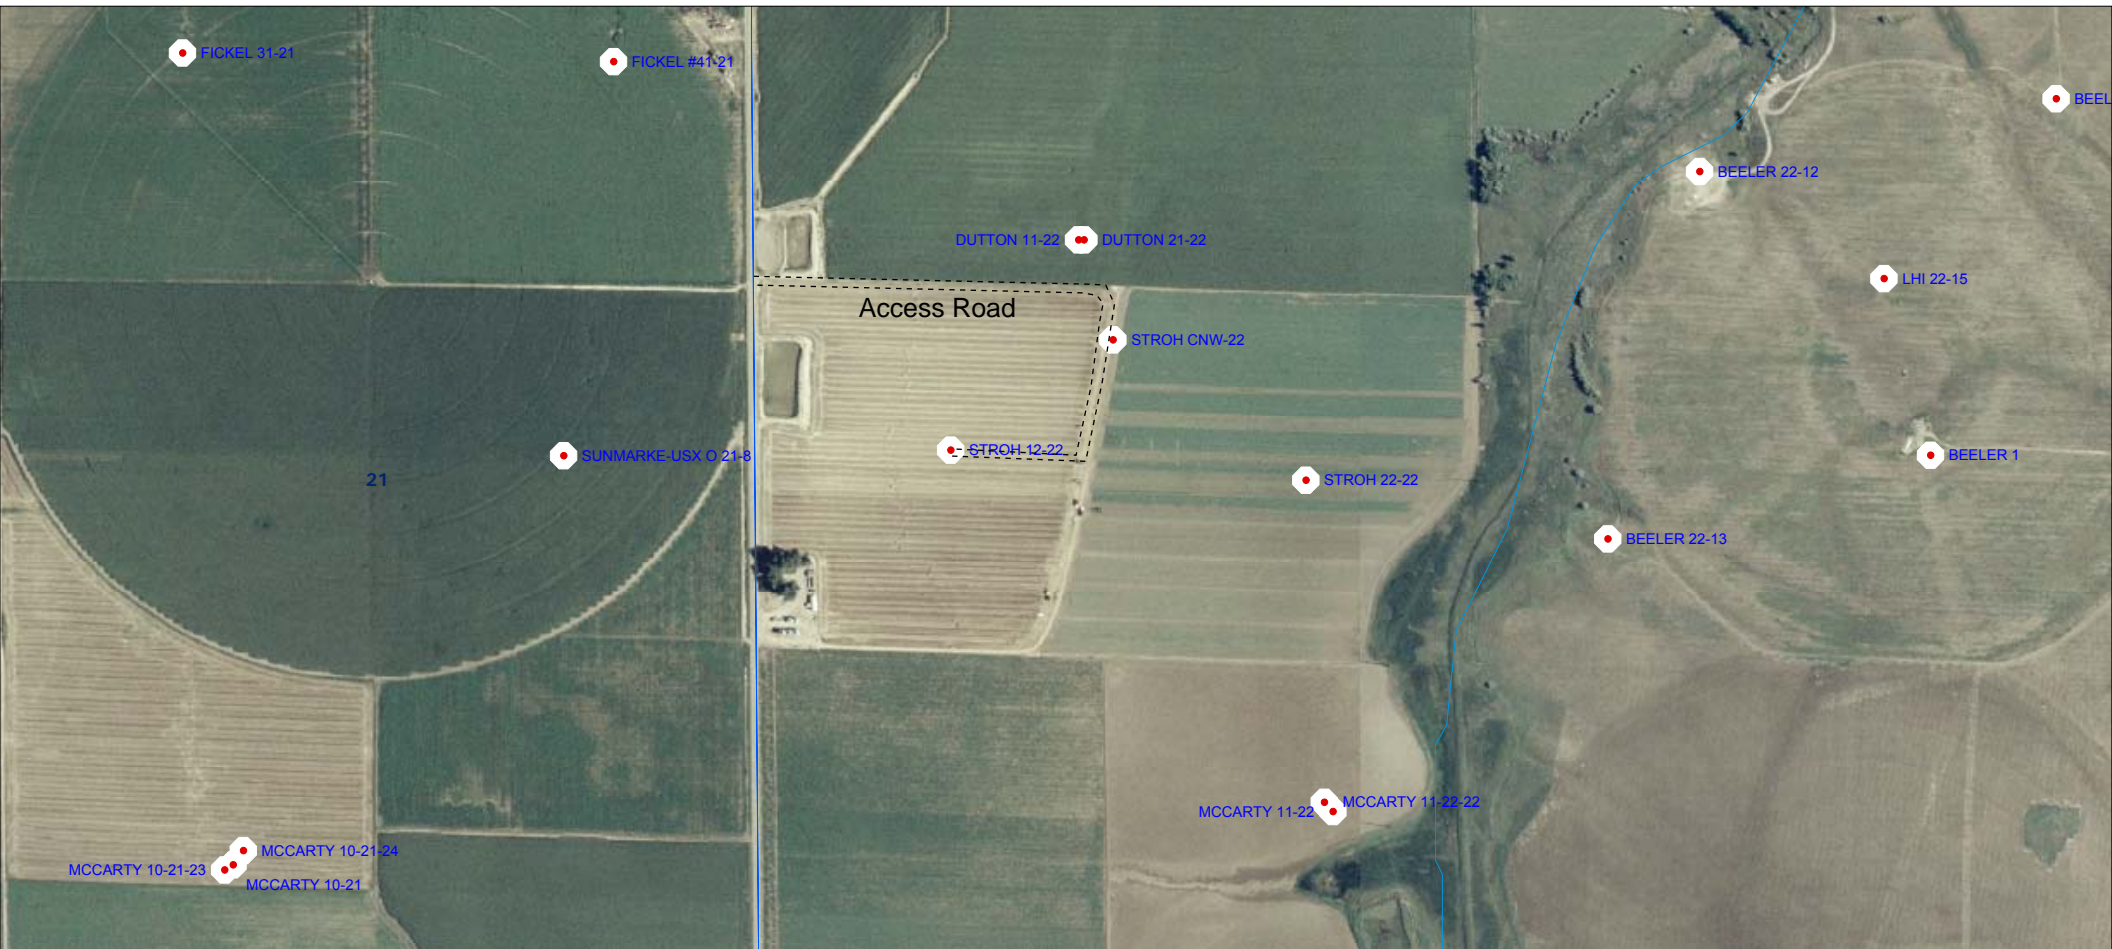 FICKEL 31-21
FICKEL #41-21
BEEL
BEELER 22-12
DUTTON 11-22
DUTTON 21-22
LHI 22-15
Access Road
STROH CNW-22
STROH 12-22
SUNMARKE-USX O 21-8
BEELER 1
21
STROH 22-22
BEELER 22-13
MCCARTY 11-22-22
MCCARTY 11-22
MCCARTY 10-21-24
MCCARTY 10-21-23
MCCARTY 10-21